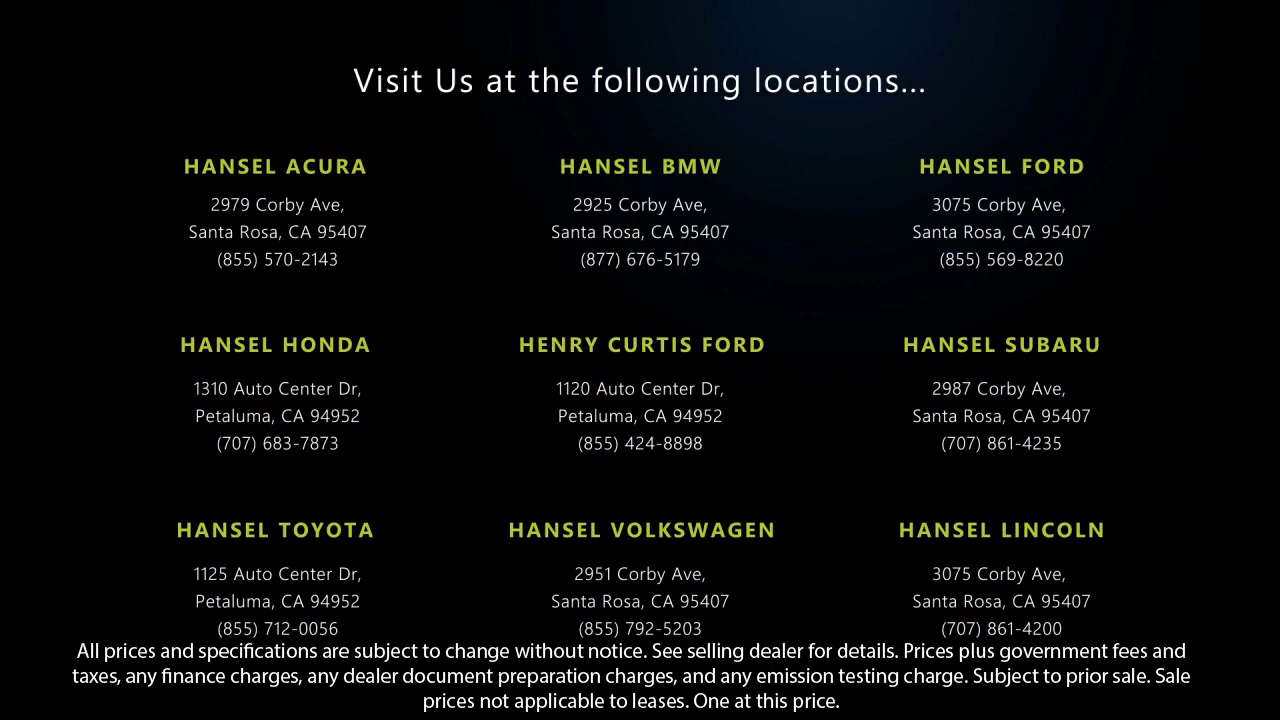 Visit Us at the following locations...
HANSEL ACURA
2979 Corby Ave,
Santa Rosa, CA 95407
(855) 570-2143
HANSEL BMW
2925 Corby Ave,
Santa Rosa, CA 95407
(877) 676-5179
HANSEL FORD
3075 Corby Ave,
Santa Rosa, CA 95407
(855) 569-8220
HANSEL HONDA
1310 Auto Center Dr,
Petaluma, CA 94952
(707) 683-7873
HENRY CURTIS FORD
1120 Auto Center Dr,
Petaluma, CA 94952
(855) 424-8898
HANSEL SUBARU
2987 Corby Ave,
Santa Rosa, CA 95407
(707) 861-4235
HANSEL TOYOTA
1125 Auto Center Dr,
Petaluma, CA 94952
(855) 712-0056
HANSEL VOLKSWAGEN
2951 Corby Ave,
Santa Rosa, CA 95407
(855) 792-5203
HANSEL LINCOLN
3075 Corby Ave,
Santa Rosa, CA 95407
(707) 861-4200
All prices and specifications are subject to change without notice. See selling dealer for details. Prices plus government fees and
taxes, any finance charges, any dealer document preparation charges, and any emission testing charge. Subject to prior sale. Sale
prices not applicable to leases. One at this price.